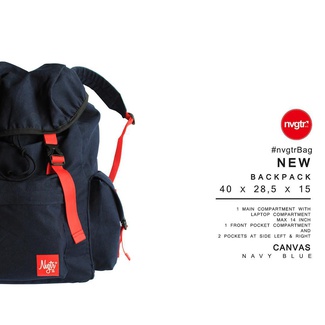 nvgtr.
#nvgtrBag
NEW
BACKPACK
40 x 28,5 x 15
1 MAIN COMPARTMENT WITH
LAPTOP COMPARTMENT
MAX 14 INCH
1 FRONT POCKET COMPARTMENT
AND
2 POCKETS AT SIDE LEFT & RIGHT
CANVAS
NAVY BLUE
Nvgtr